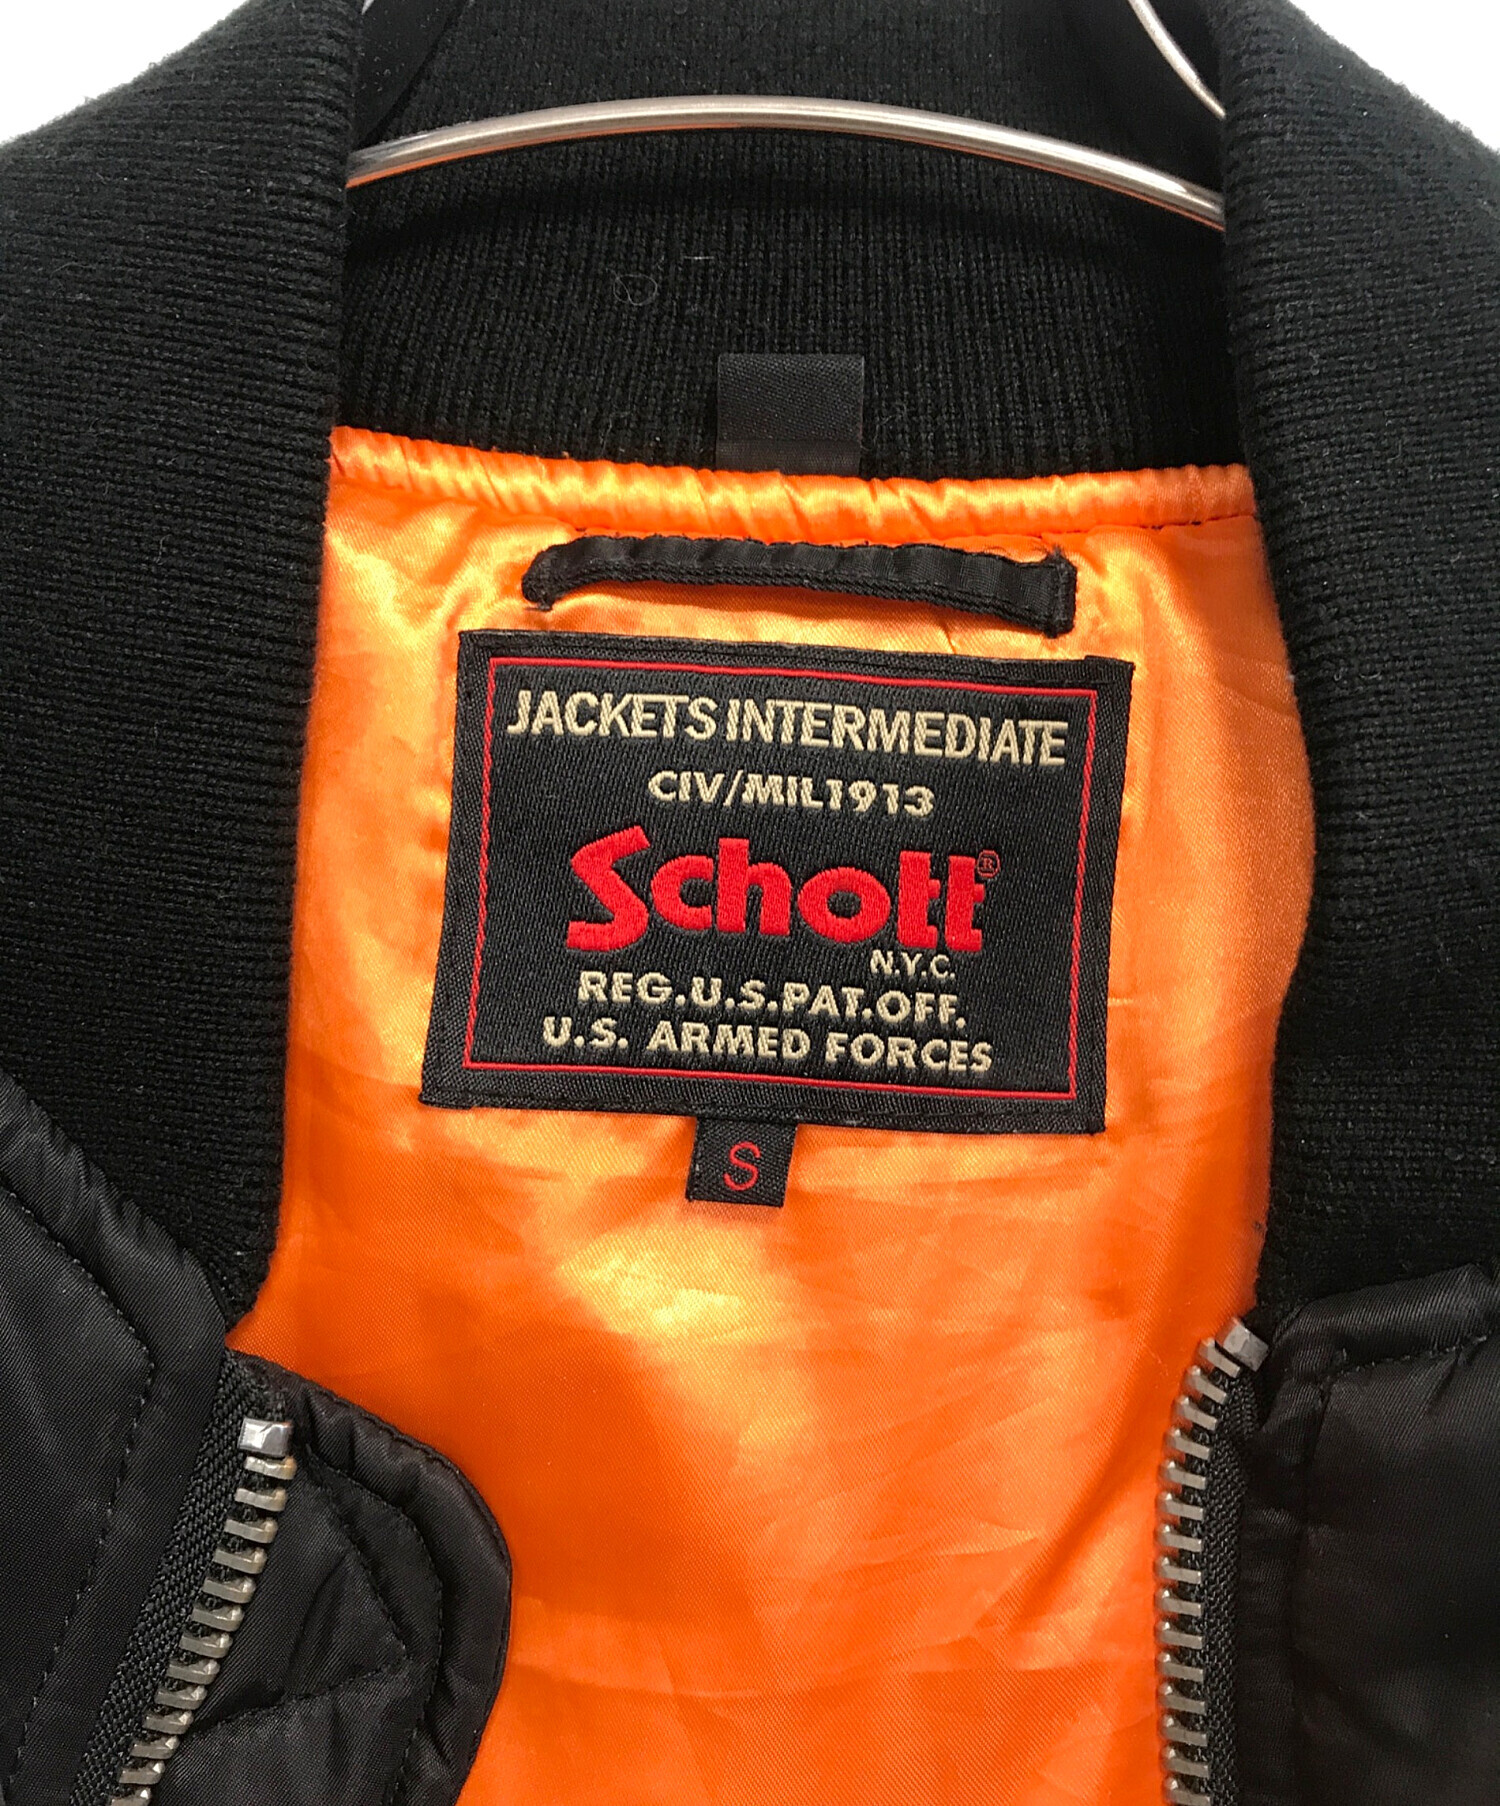 JACKETS INTERMEDIATE
CIV/MIL1913
Schott®
N.Y.C.
REG.U.S.PAT.OFF.
U.S. ARMED FORCES
S